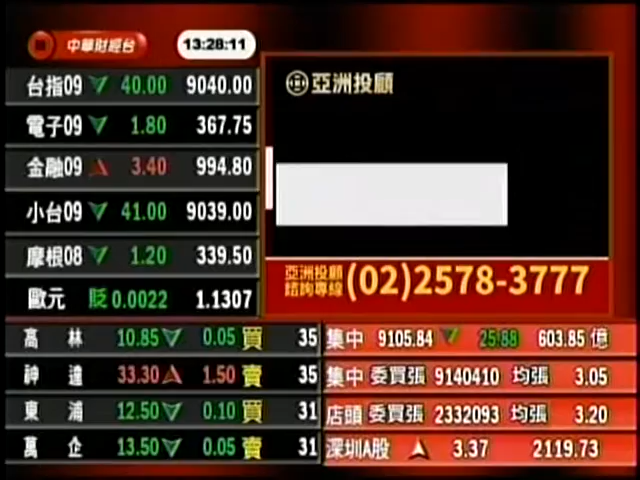 中華財經台 13:28:11
台指09 40.00 9040.00
電子09 1.80 367.75
金融09 3.40 994.80
小台09 41.00 9039.00
摩根08 1.20 339.50
歐元 貶0.0022 1.1307
亞洲投顧
亞洲投顧
諮詢專線
(02)2578-3777
高林 10.85 0.05 買 35
神達 33.30 1.50 賣 35
東浦 12.50 0.10 買 31
萬企 13.50 0.05 賣 31
集中 9105.84 25.88 603.85 億
集中 委買張 9140410 均張 3.05
店頭 委買張 2332093 均張 3.20
深圳A股 3.37 2119.73